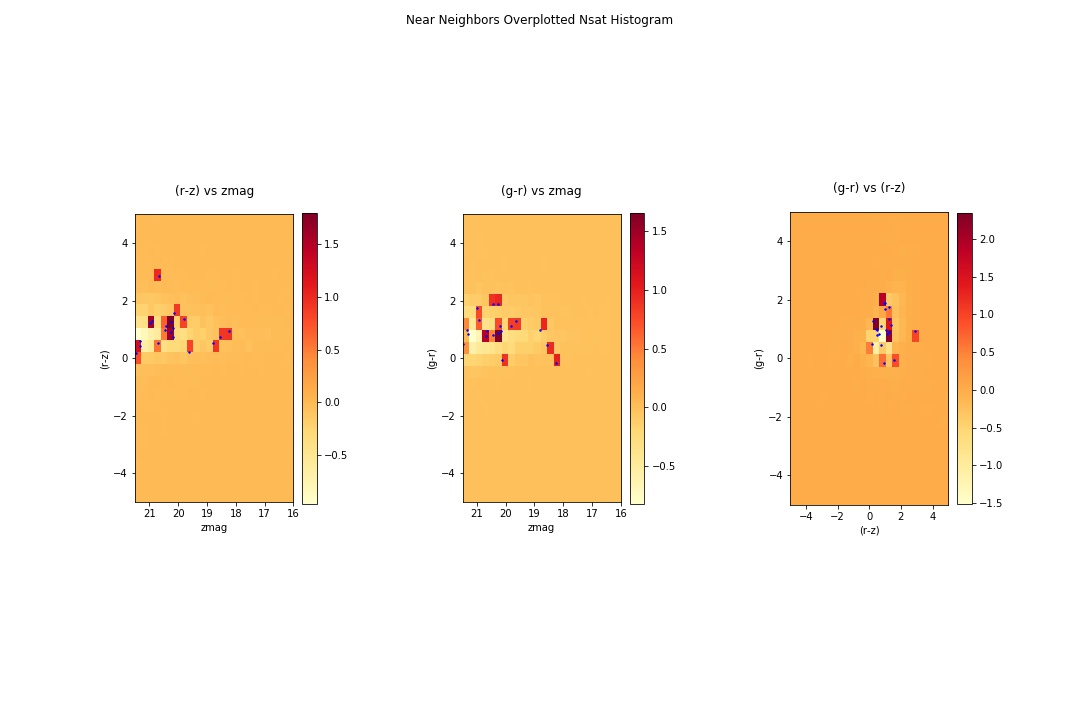 Near Neighbors Overplotted Nsat Histogram
(r-z) vs zmag
(r-z)
4
2
0
−2
−4
21 20 19 18 17 16
zmag
1.5
1.0
0.5
0.0
−0.5
(g-r) vs zmag
(g-r)
4
2
0
−2
−4
21 20 19 18 17 16
zmag
1.5
1.0
0.5
0.0
−0.5
(g-r) vs (r-z)
(g-r)
4
2
0
−2
−4
−4 −2 0 2 4
(r-z)
2.0
1.5
1.0
0.5
0.0
−0.5
−1.0
−1.5